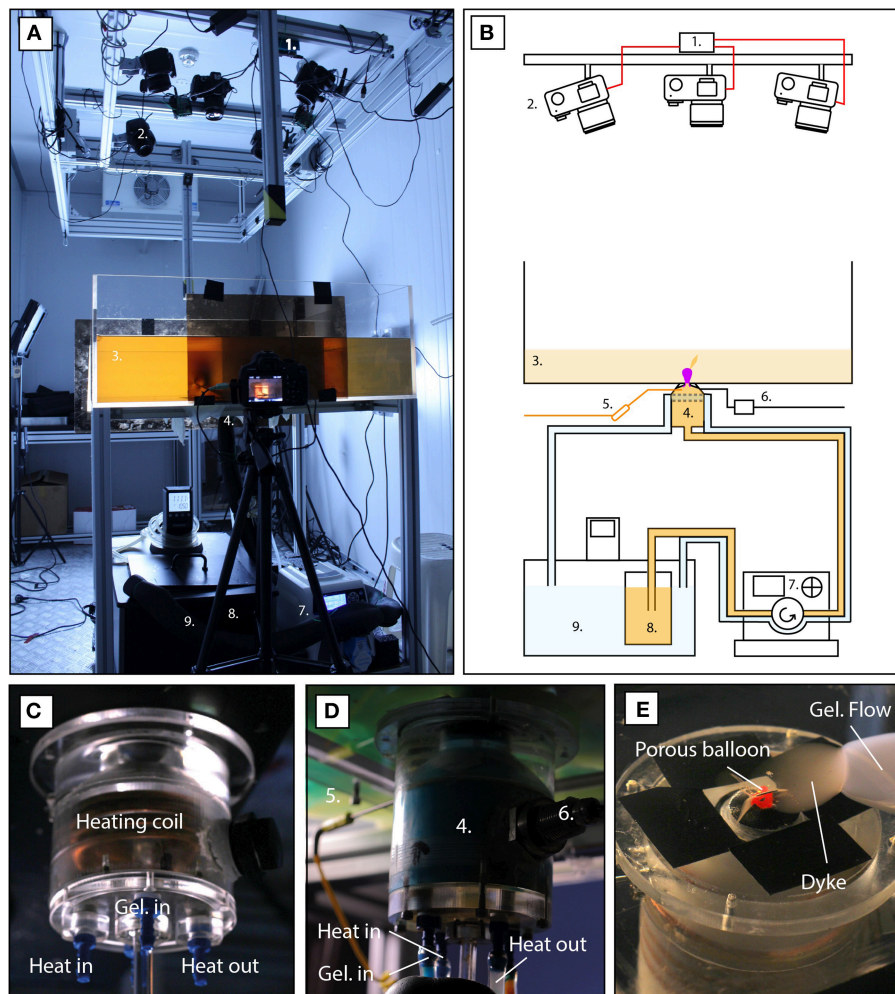 A
1.
2.
3.
4.
9.
8.
7.
B
1.
2.
3.
5.
4.
6.
7.
9.
8.
C
Heating coil
Gel. in
Heat in
Heat out
D
5.
4.
6.
Heat in
Gel. in
Heat out
E
Gel. Flow
Porous balloon
Dyke